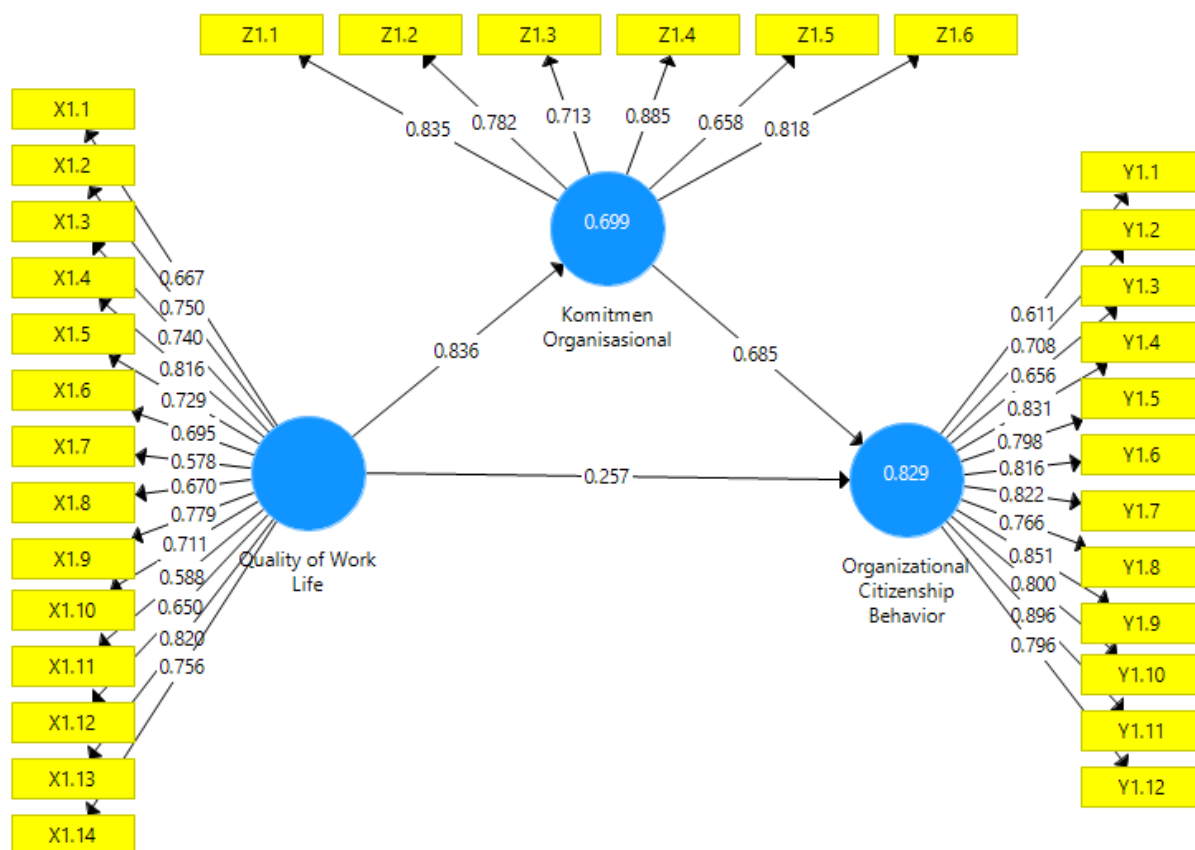 Z1.1 Z1.2 Z1.3 Z1.4 Z1.5 Z1.6
0.835 0.782 0.713 0.885 0.658 0.818
X1.1
X1.2
X1.3
X1.4
X1.5
X1.6
X1.7
X1.8
X1.9
X1.10
X1.11
X1.12
X1.13
X1.14
0.667
0.750
0.740
0.816
0.729
0.695
0.578
0.670
0.779
0.711
0.588
0.650
0.820
0.756
Quality of Work
Life
0.836
0.257
0.699
Komitmen
Organisasional
0.685
0.829
Organizational
Citizenship
Behavior
0.611
0.708
0.656
0.831
0.798
0.816
0.822
0.766
0.851
0.800
0.896
0.796
Y1.1
Y1.2
Y1.3
Y1.4
Y1.5
Y1.6
Y1.7
Y1.8
Y1.9
Y1.10
Y1.11
Y1.12